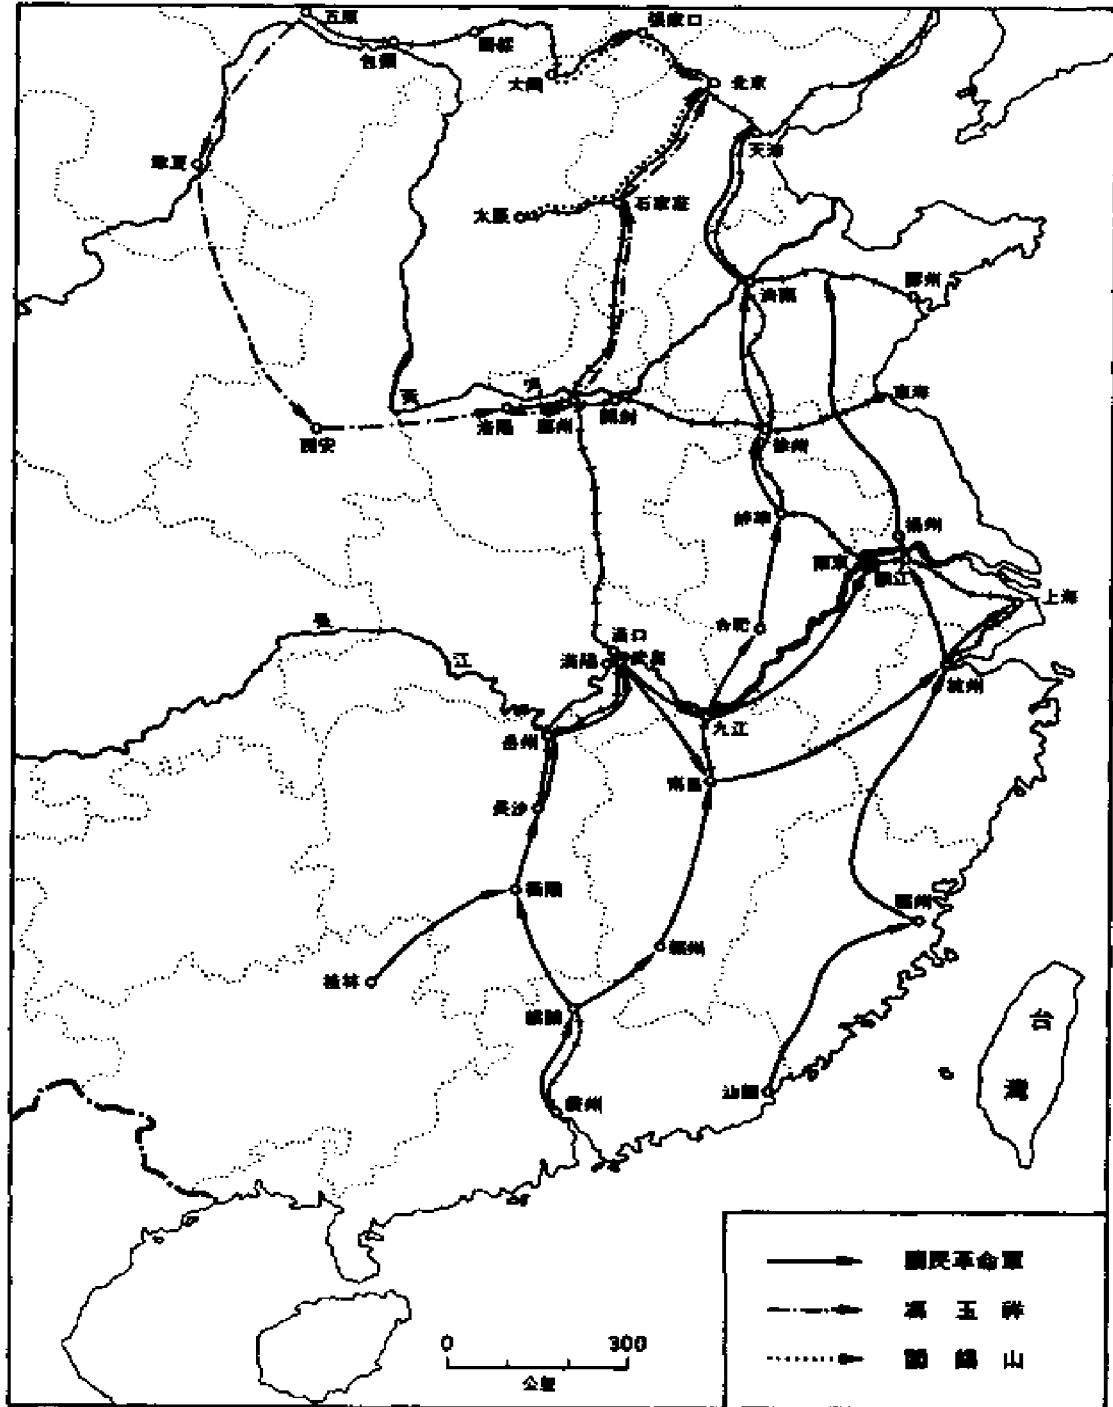 五原
包頭
張家口
大同
北京
天津
寧夏
太原
石家莊
濟南
膠州
黃
河
西安
洛陽
鄭州
開封
東海
徐州
蚌埠
揚州
南京
鎮江
上海
合肥
長
江
漢口
漢陽
武昌
杭州
岳州
九江
南昌
長沙
衡陽
福州
贛州
桂林
韶關
台
灣
汕頭
廣州
0 300
公里
國民革命軍
馮玉祥
閻錫山